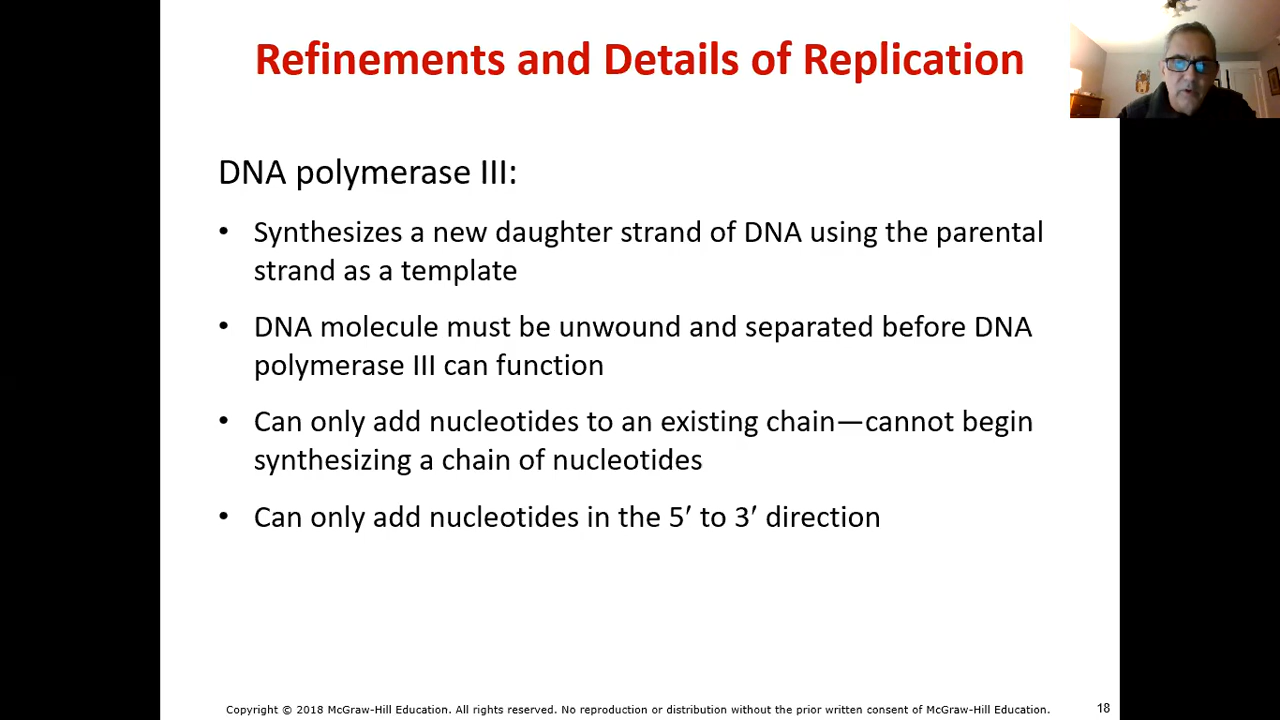 Refinements and Details of Replication
DNA polymerase III:
• Synthesizes a new daughter strand of DNA using the parental
strand as a template
• DNA molecule must be unwound and separated before DNA
polymerase III can function
• Can only add nucleotides to an existing chain—cannot begin
synthesizing a chain of nucleotides
• Can only add nucleotides in the 5′ to 3′ direction
Copyright © 2018 McGraw-Hill Education. All rights reserved. No reproduction or distribution without the prior written consent of McGraw-Hill Education.
18